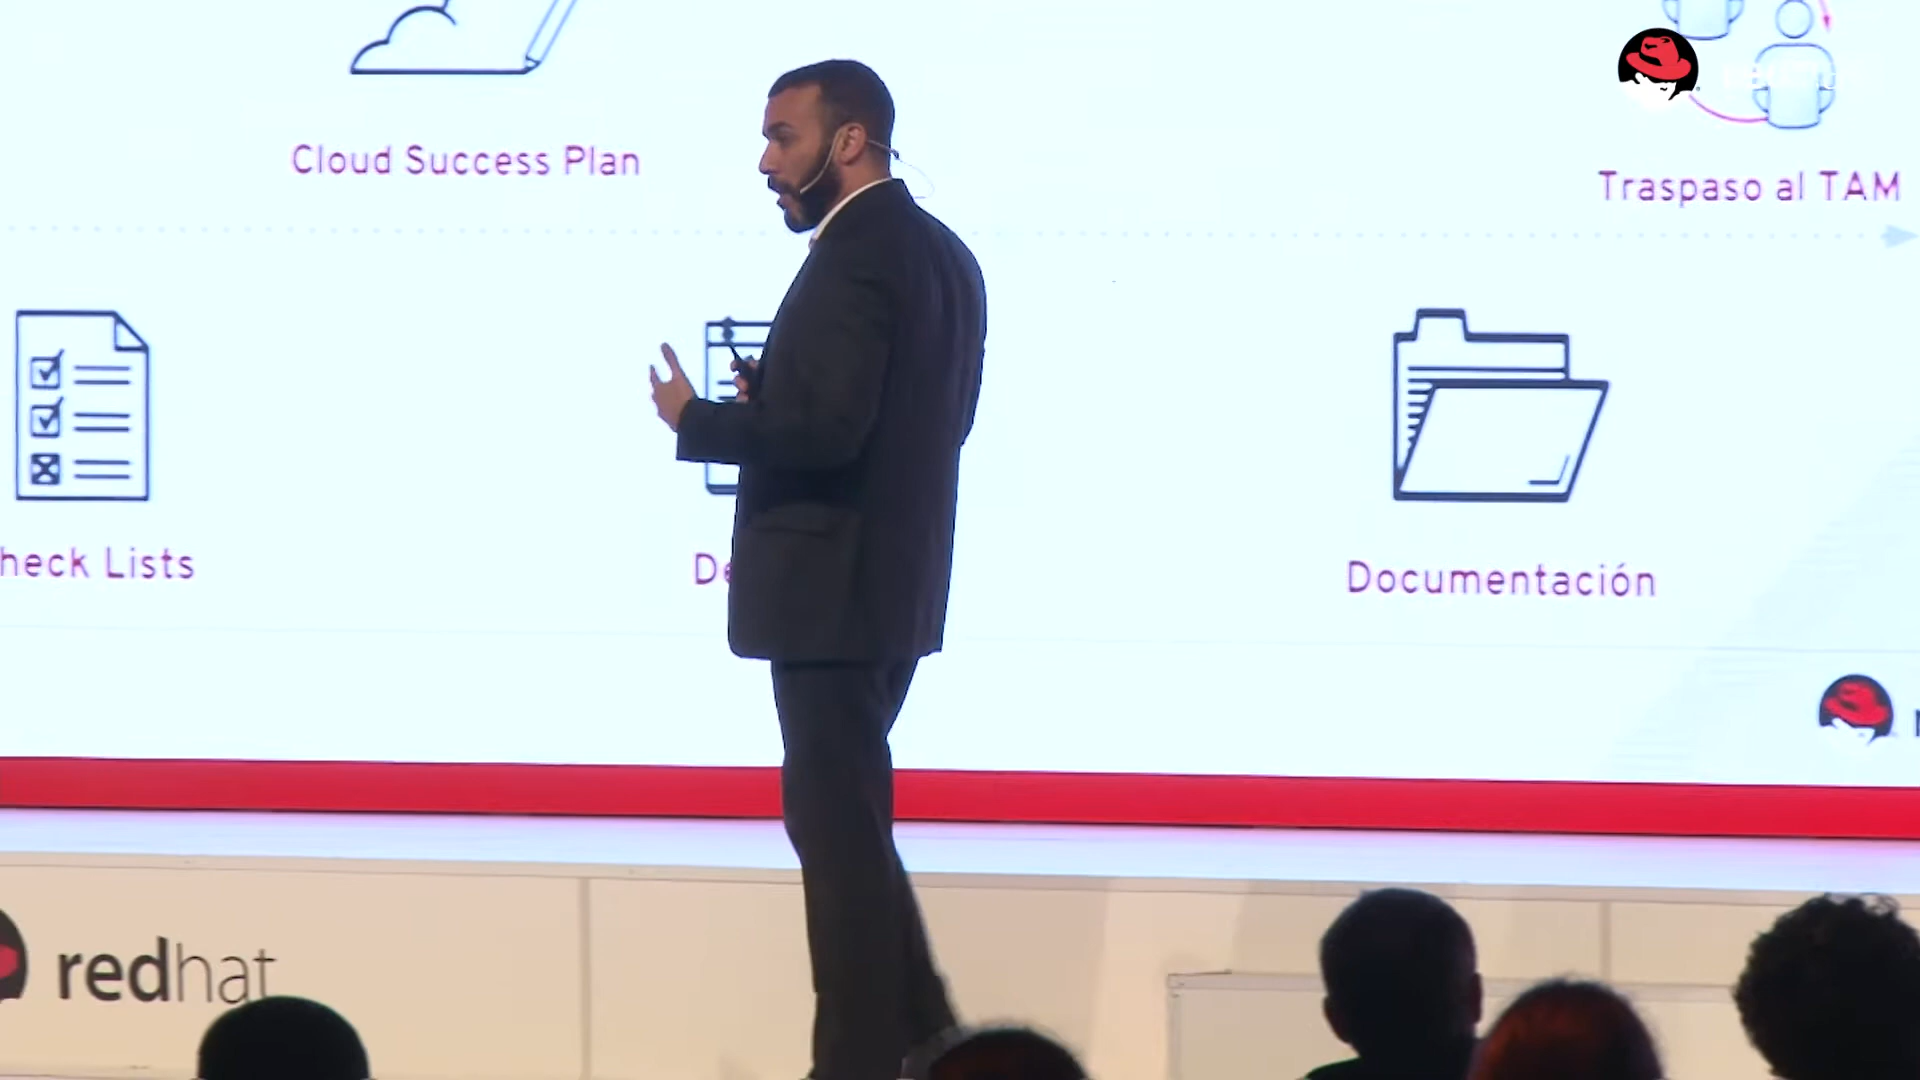 Cloud Success Plan
Traspaso al TAM
heck Lists
De
Documentación
redhat